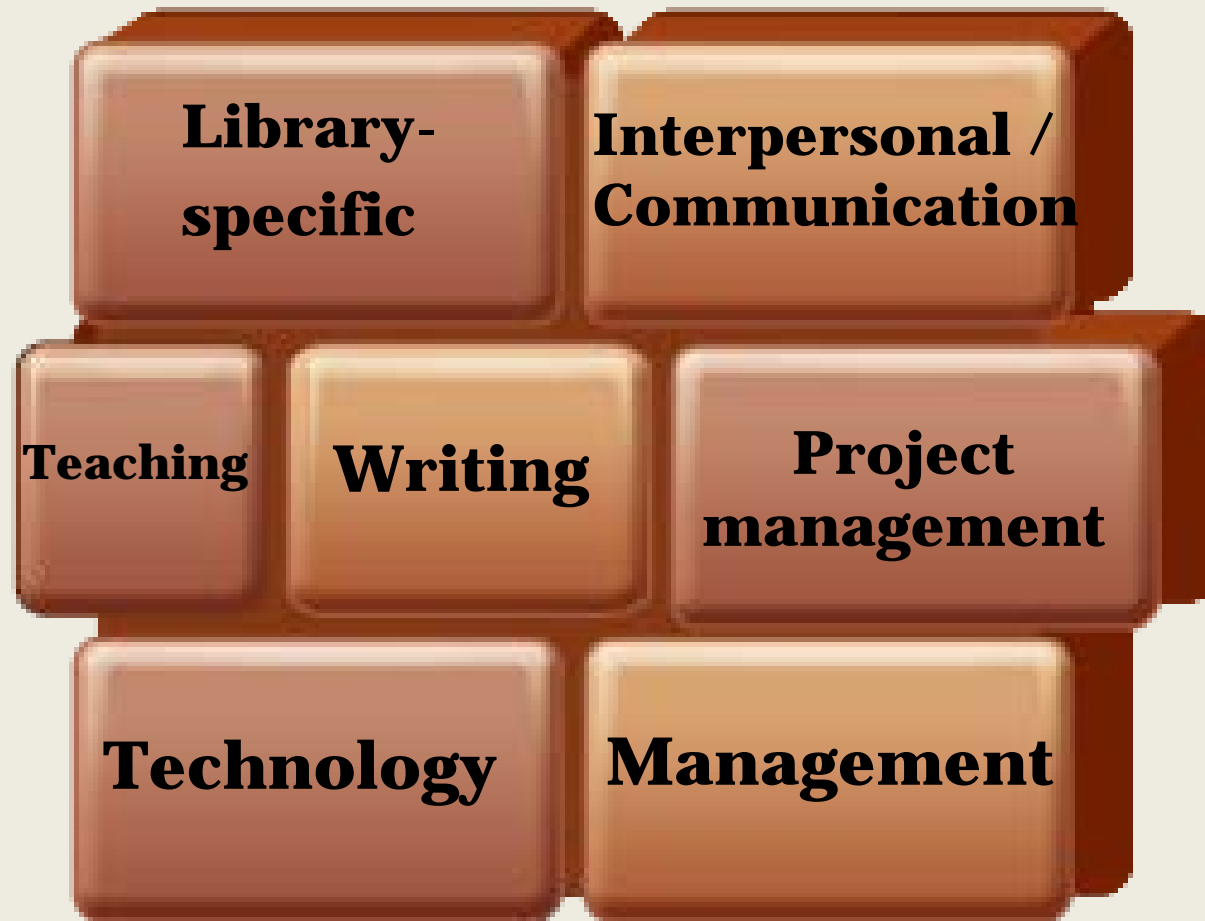 Library-
specific
Interpersonal /
Communication
Teaching
Writing
Project
management
Technology
Management